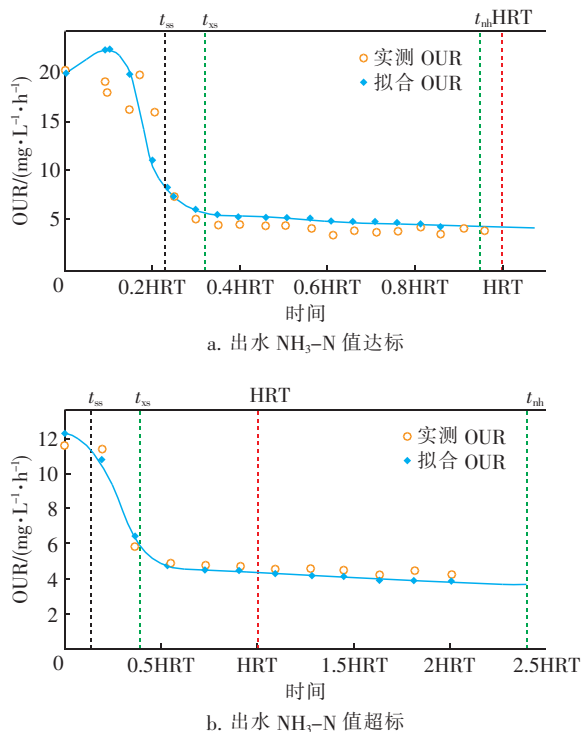 t_ss t_xs t_nh HRT
实测 OUR
拟合 OUR
OUR/(mg·L⁻¹·h⁻¹)
20
15
10
5
0 0.2HRT 0.4HRT 0.6HRT 0.8HRT HRT
时间
a. 出水 NH₃-N 值达标
t_ss t_xs HRT t_nh
实测 OUR
拟合 OUR
OUR/(mg·L⁻¹·h⁻¹)
12
10
8
6
4
2
0 0.5HRT HRT 1.5HRT 2HRT 2.5HRT
时间
b. 出水 NH₃-N 值超标